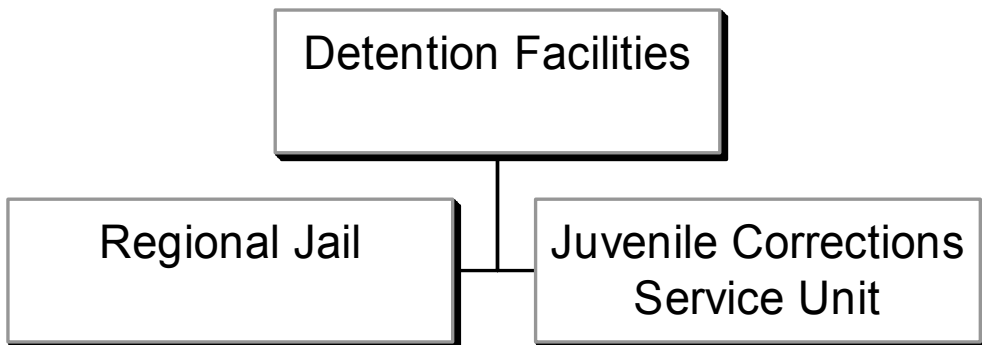 Detention Facilities
Regional Jail
Juvenile Corrections
Service Unit